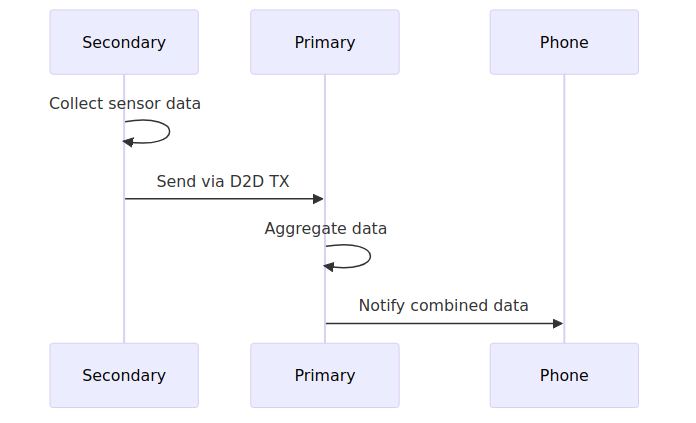 Secondary
Primary
Phone
Collect sensor data
Send via D2D TX
Aggregate data
Notify combined data
Secondary
Primary
Phone